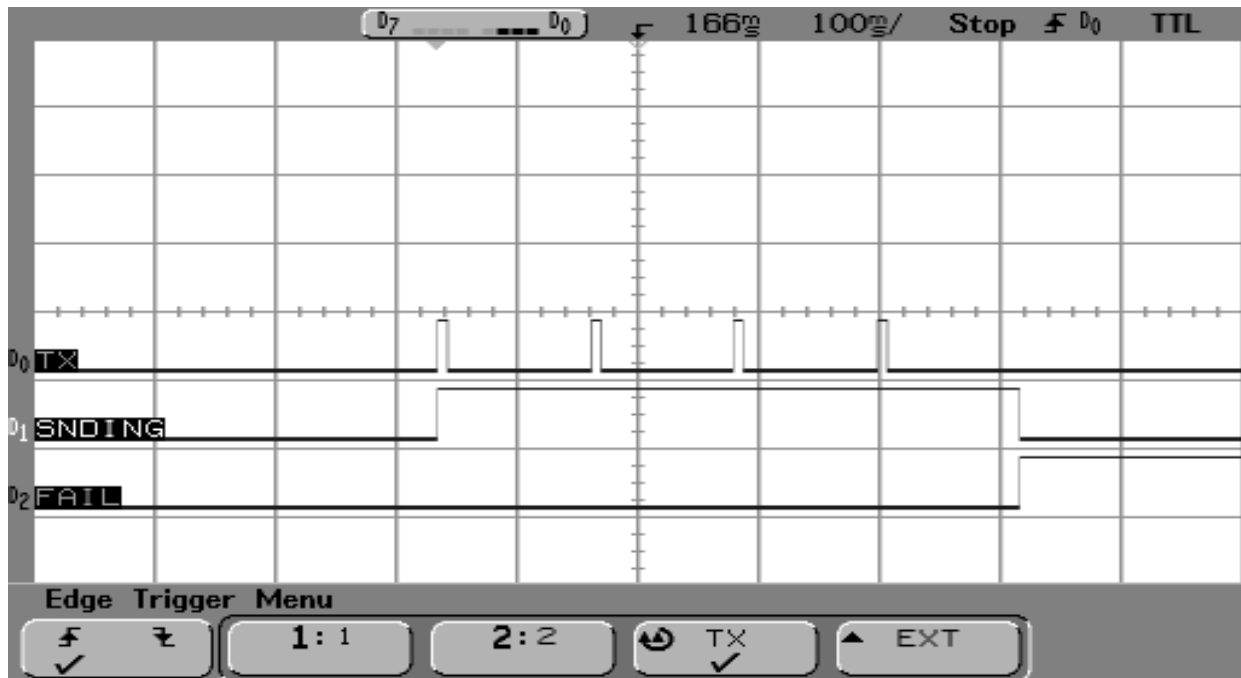 D7 D0 166ms 100ms/ Stop D0 TTL
D0 TX
D1 SNDING
D2 FAIL
Edge Trigger Menu
1: 1 2: 2 TX EXT